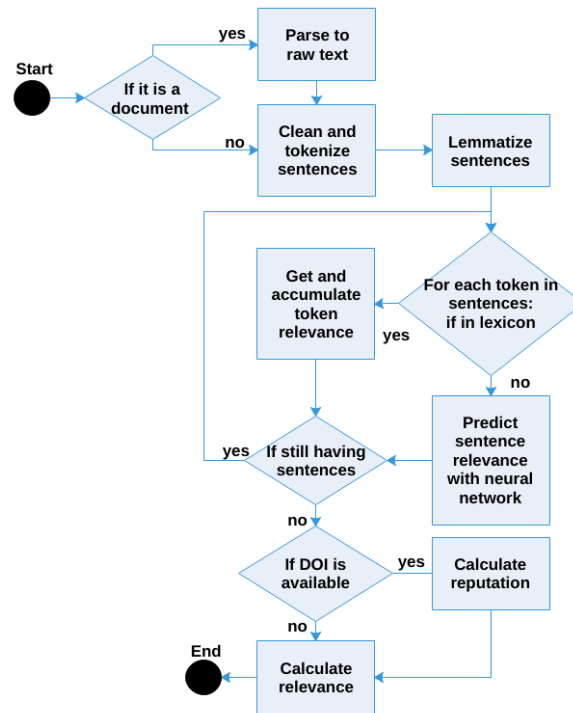 Start
If it is a
document
yes
no
Parse to
raw text
Clean and
tokenize
sentences
Lemmatize
sentences
For each token in
sentences:
if in lexicon
yes
no
Get and
accumulate
token
relevance
Predict
sentence
relevance
with neural
network
If still having
sentences
yes
no
If DOI is
available
yes
no
Calculate
reputation
Calculate
relevance
End